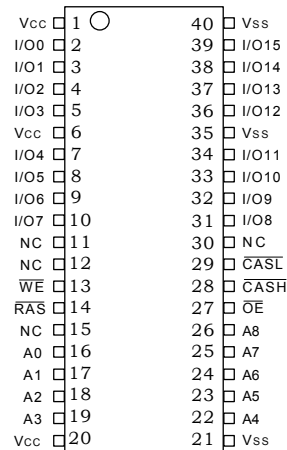 Vcc 1 40 Vss
I/O0 2 39 I/O15
I/O1 3 38 I/O14
I/O2 4 37 I/O13
I/O3 5 36 I/O12
Vcc 6 35 Vss
I/O4 7 34 I/O11
I/O5 8 33 I/O10
I/O6 9 32 I/O9
I/O7 10 31 I/O8
NC 11 30 NC
NC 12 29 CASL
WE 13 28 CASH
RAS 14 27 OE
NC 15 26 A8
A0 16 25 A7
A1 17 24 A6
A2 18 23 A5
A3 19 22 A4
Vcc 20 21 Vss